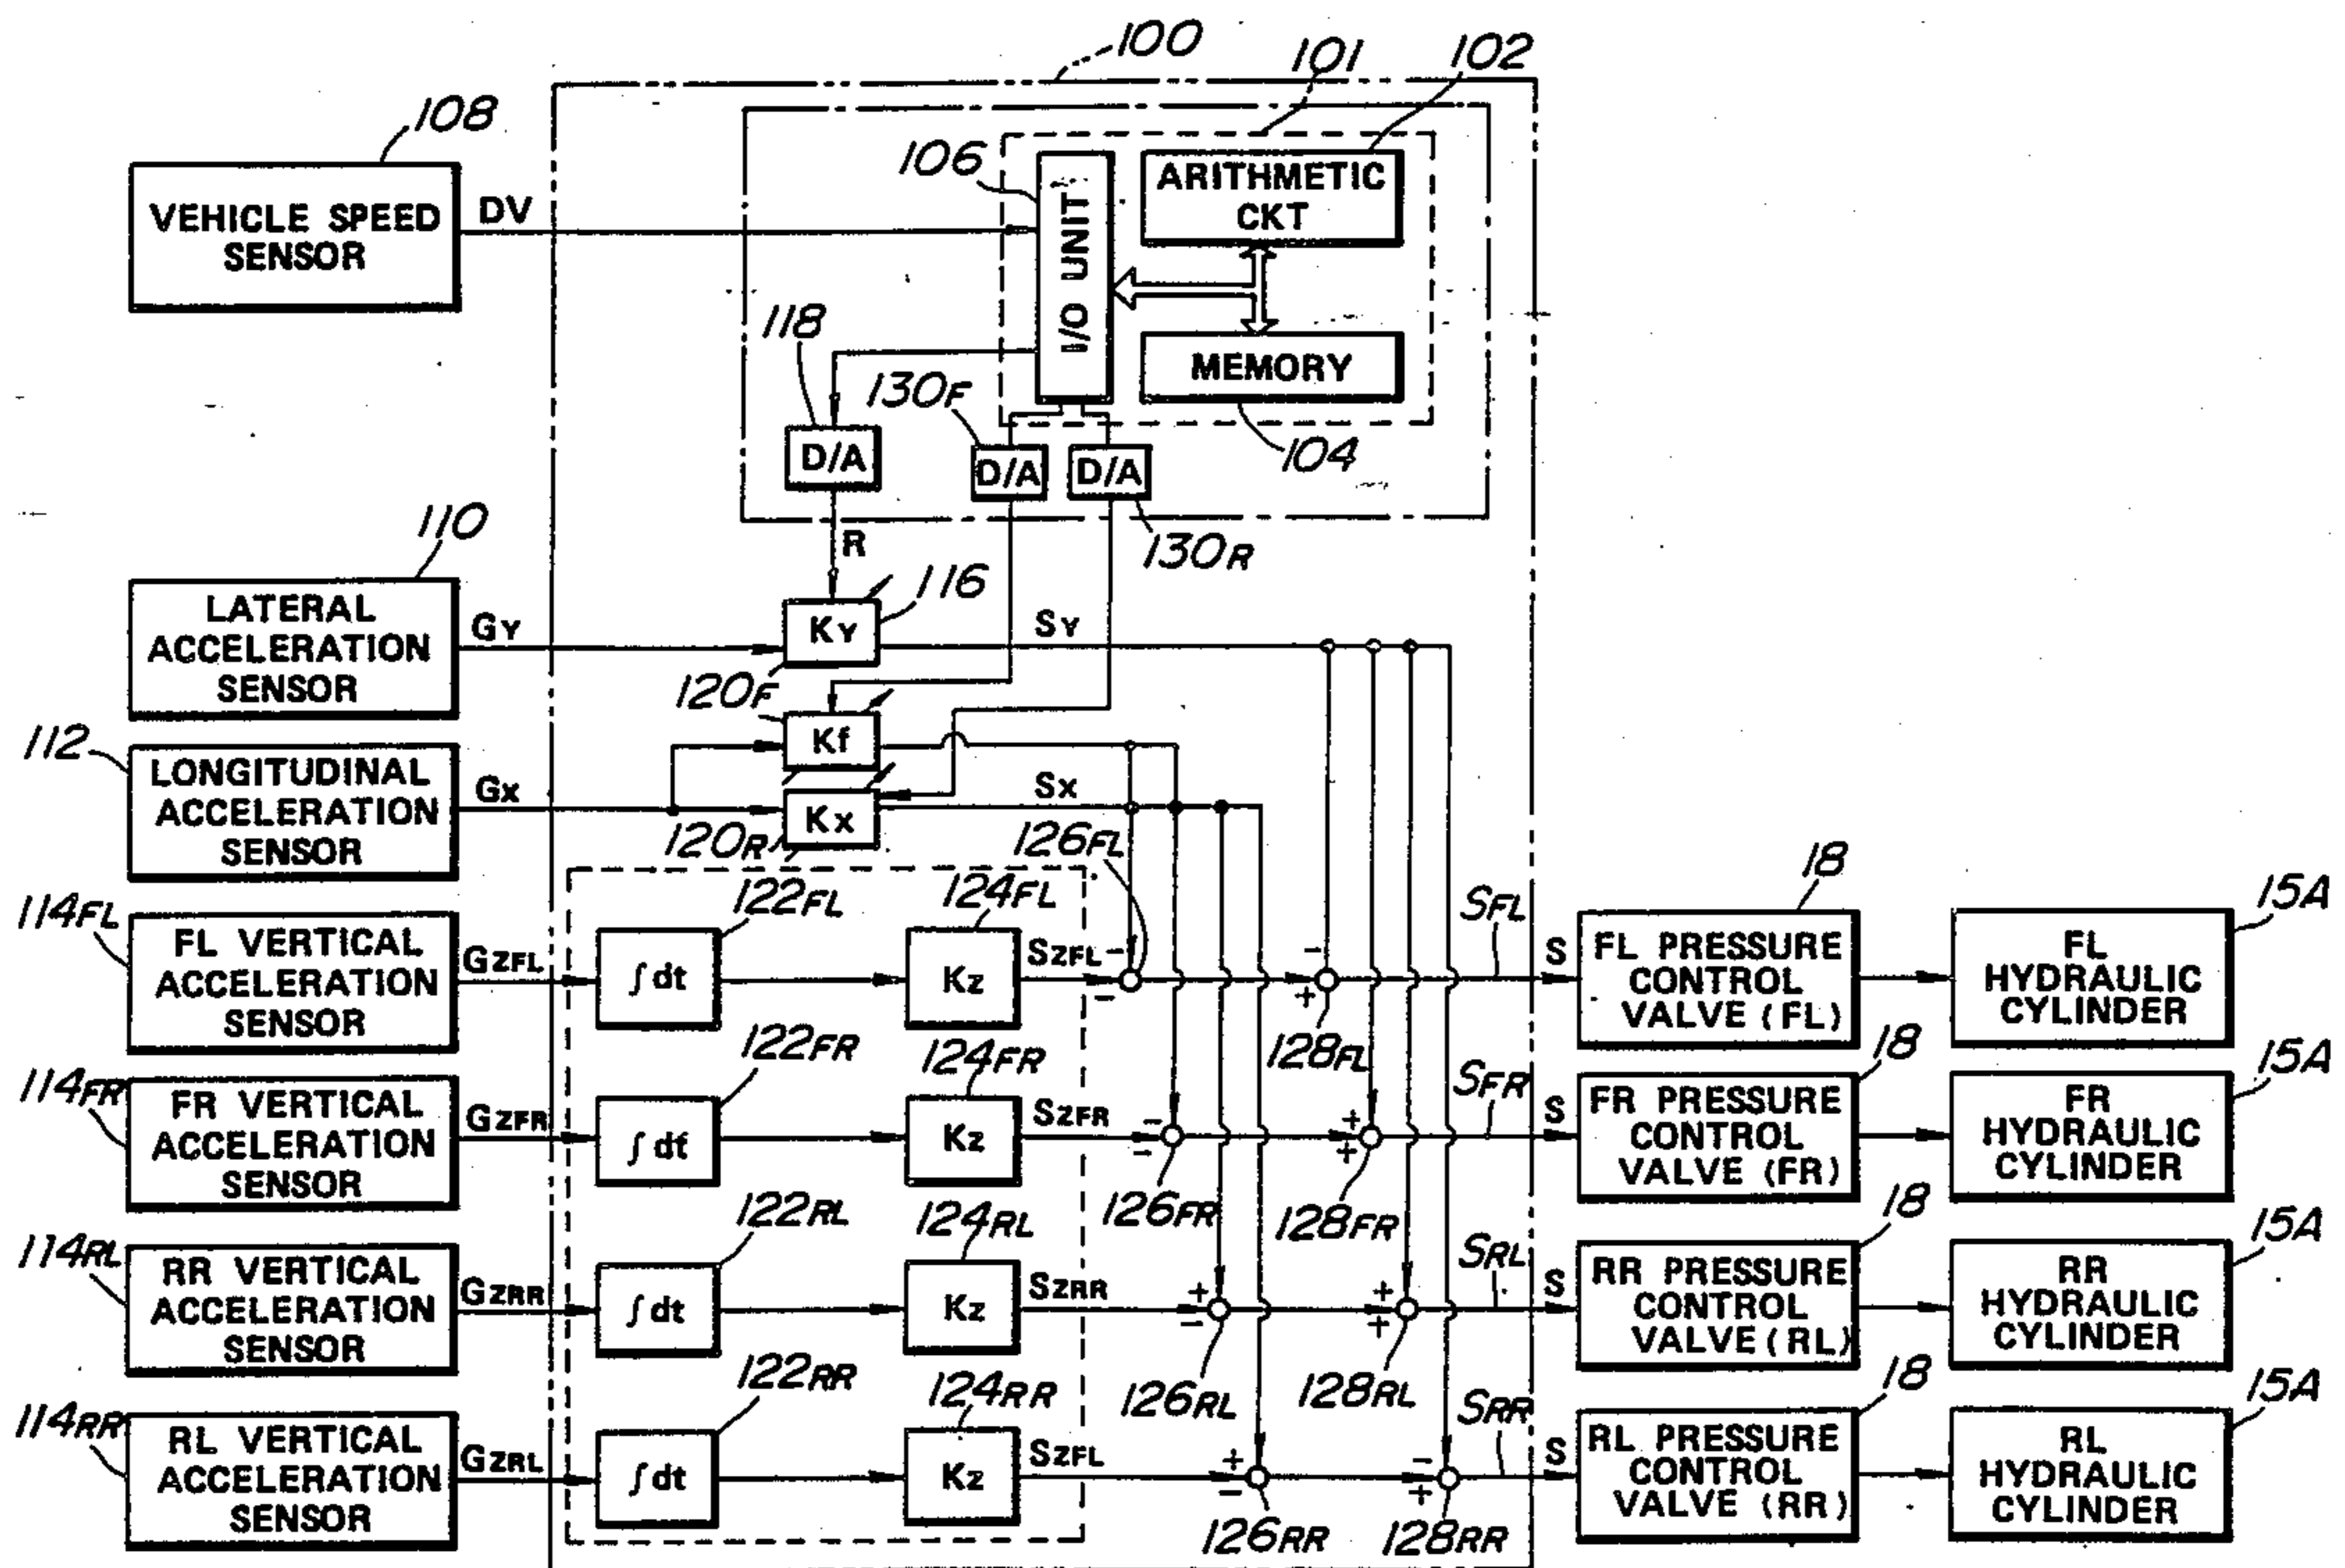 100
101
102
108
106
VEHICLE SPEED
SENSOR
DV
I/O UNIT
ARITHMETIC
CKT
MEMORY
118
130F
D/A
D/A
D/A
104
130R
R
110
LATERAL
ACCELERATION
SENSOR
GY
KY
116
SY
120F
112
LONGITUDINAL
ACCELERATION
SENSOR
GX
Kf
Kx
SX
120R
126FL
114FL
FL VERTICAL
ACCELERATION
SENSOR
GZFL
122FL
∫dt
124FL
KZ
SZFL
-
-
-
+
128FL
SFL
S
18
FL PRESSURE
CONTROL
VALVE (FL)
15A
FL
HYDRAULIC
CYLINDER
114FR
FR VERTICAL
ACCELERATION
SENSOR
GZFR
122FR
∫dt
124FR
KZ
SZFR
-
-
126FR
+
+
128FR
SFR
S
18
FR PRESSURE
CONTROL
VALVE (FR)
15A
FR
HYDRAULIC
CYLINDER
114RL
RR VERTICAL
ACCELERATION
SENSOR
GZRR
122RL
∫dt
124RL
KZ
SZRR
+
-
126RL
+
+
128RL
SRL
S
18
RR PRESSURE
CONTROL
VALVE (RL)
15A
RR
HYDRAULIC
CYLINDER
114RR
RL VERTICAL
ACCELERATION
SENSOR
GZRL
122RR
∫dt
124RR
KZ
SZFL
+
-
126RR
-
+
128RR
SRR
S
18
RL PRESSURE
CONTROL
VALVE (RR)
15A
RL
HYDRAULIC
CYLINDER